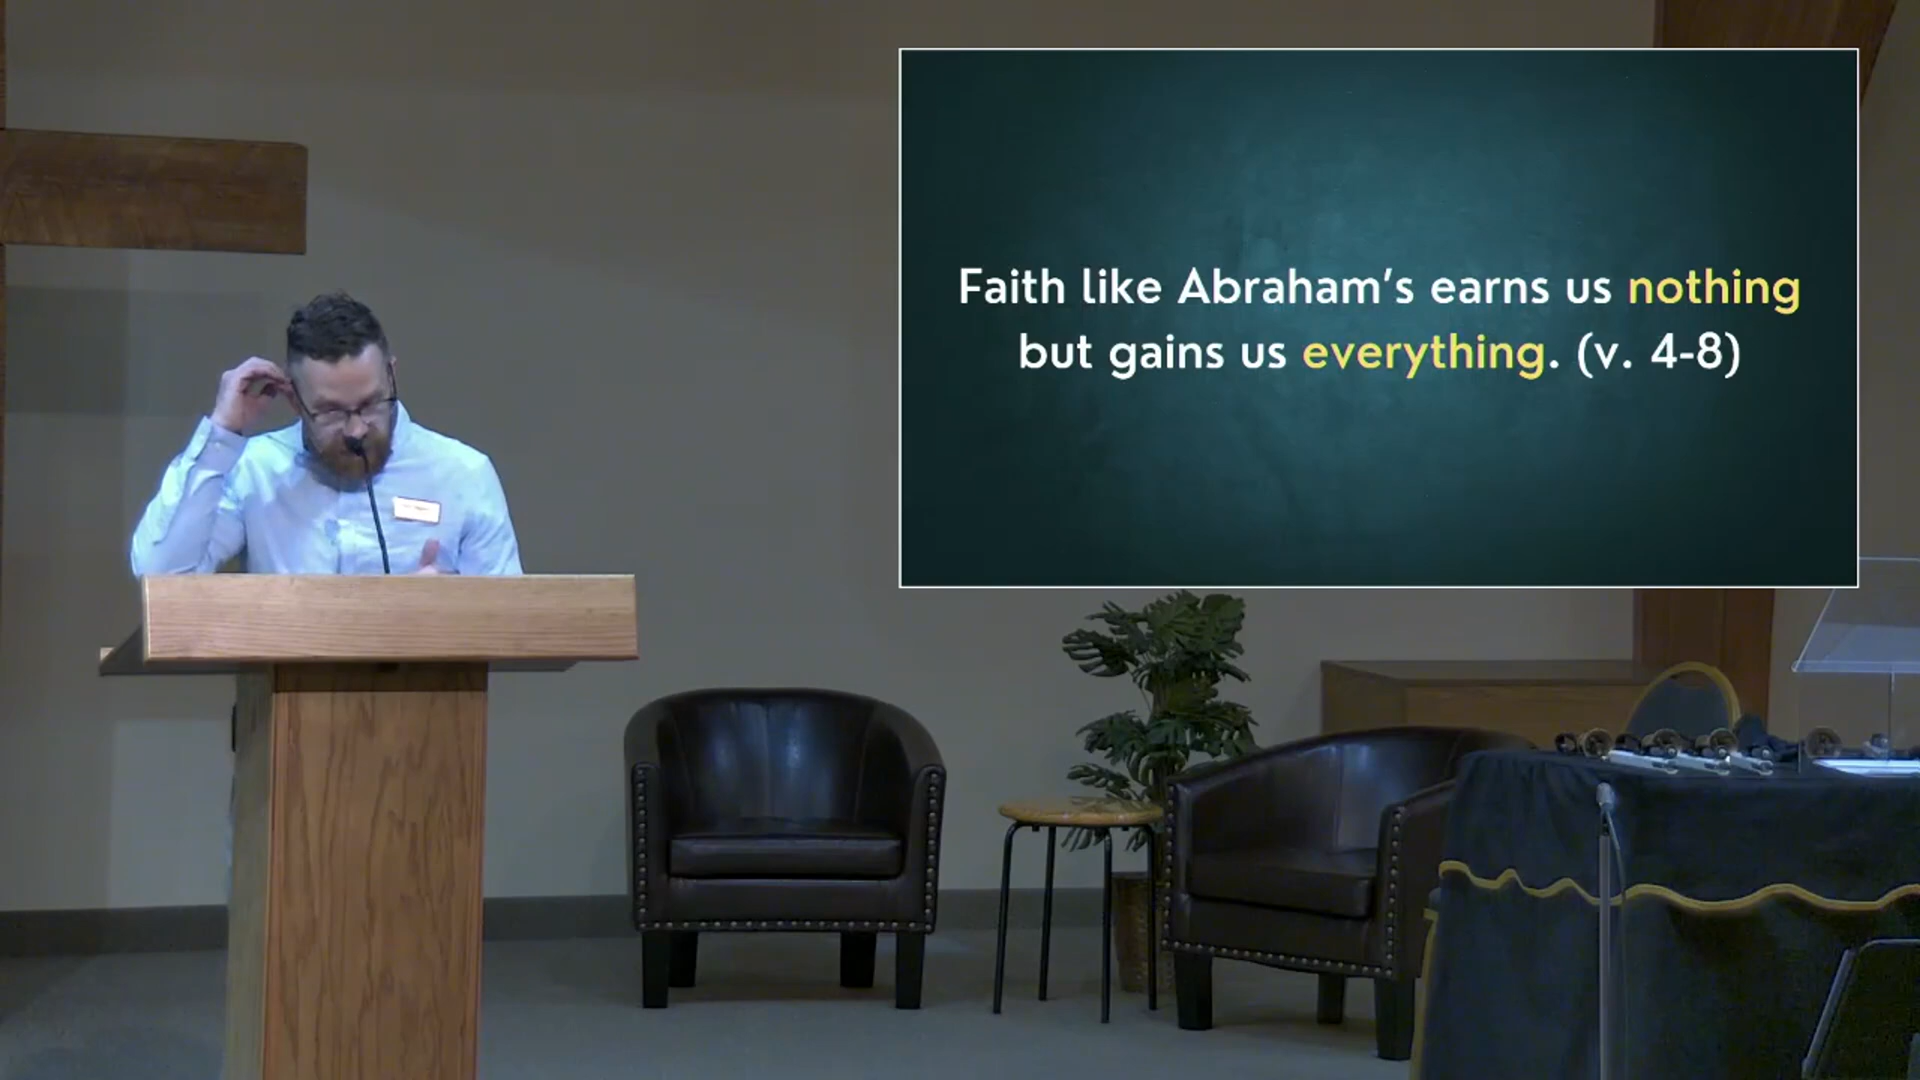 Faith like Abraham's earns us nothing
but gains us everything. (v. 4-8)